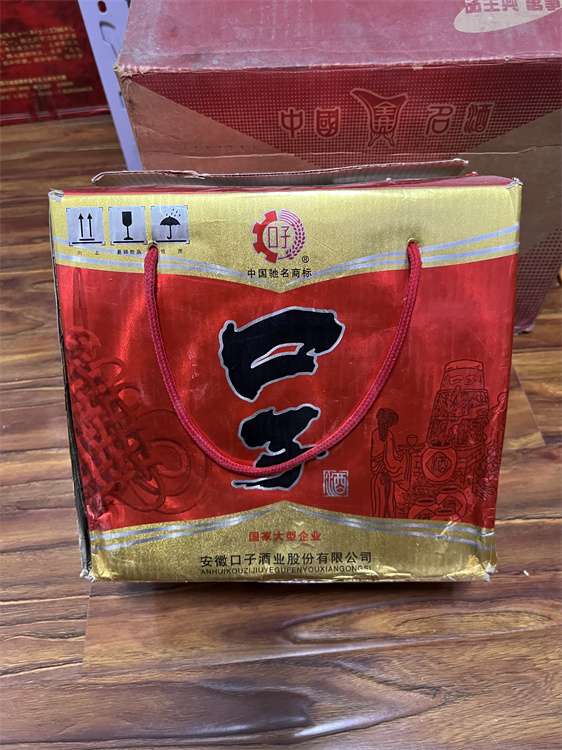 中国
名酒
口子
®
中国驰名商标
口子
酒
国家大型企业
安徽口子酒业股份有限公司
ANHUIKOUZIJIUYEGUFENYOUXIANGONGSI